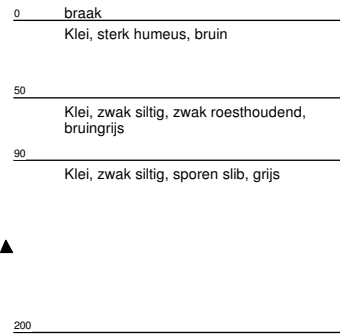 0 braak
Klei, sterk humeus, bruin
50
Klei, zwak siltig, zwak roesthoudend,
bruingrijs
90
Klei, zwak siltig, sporen slib, grijs
200